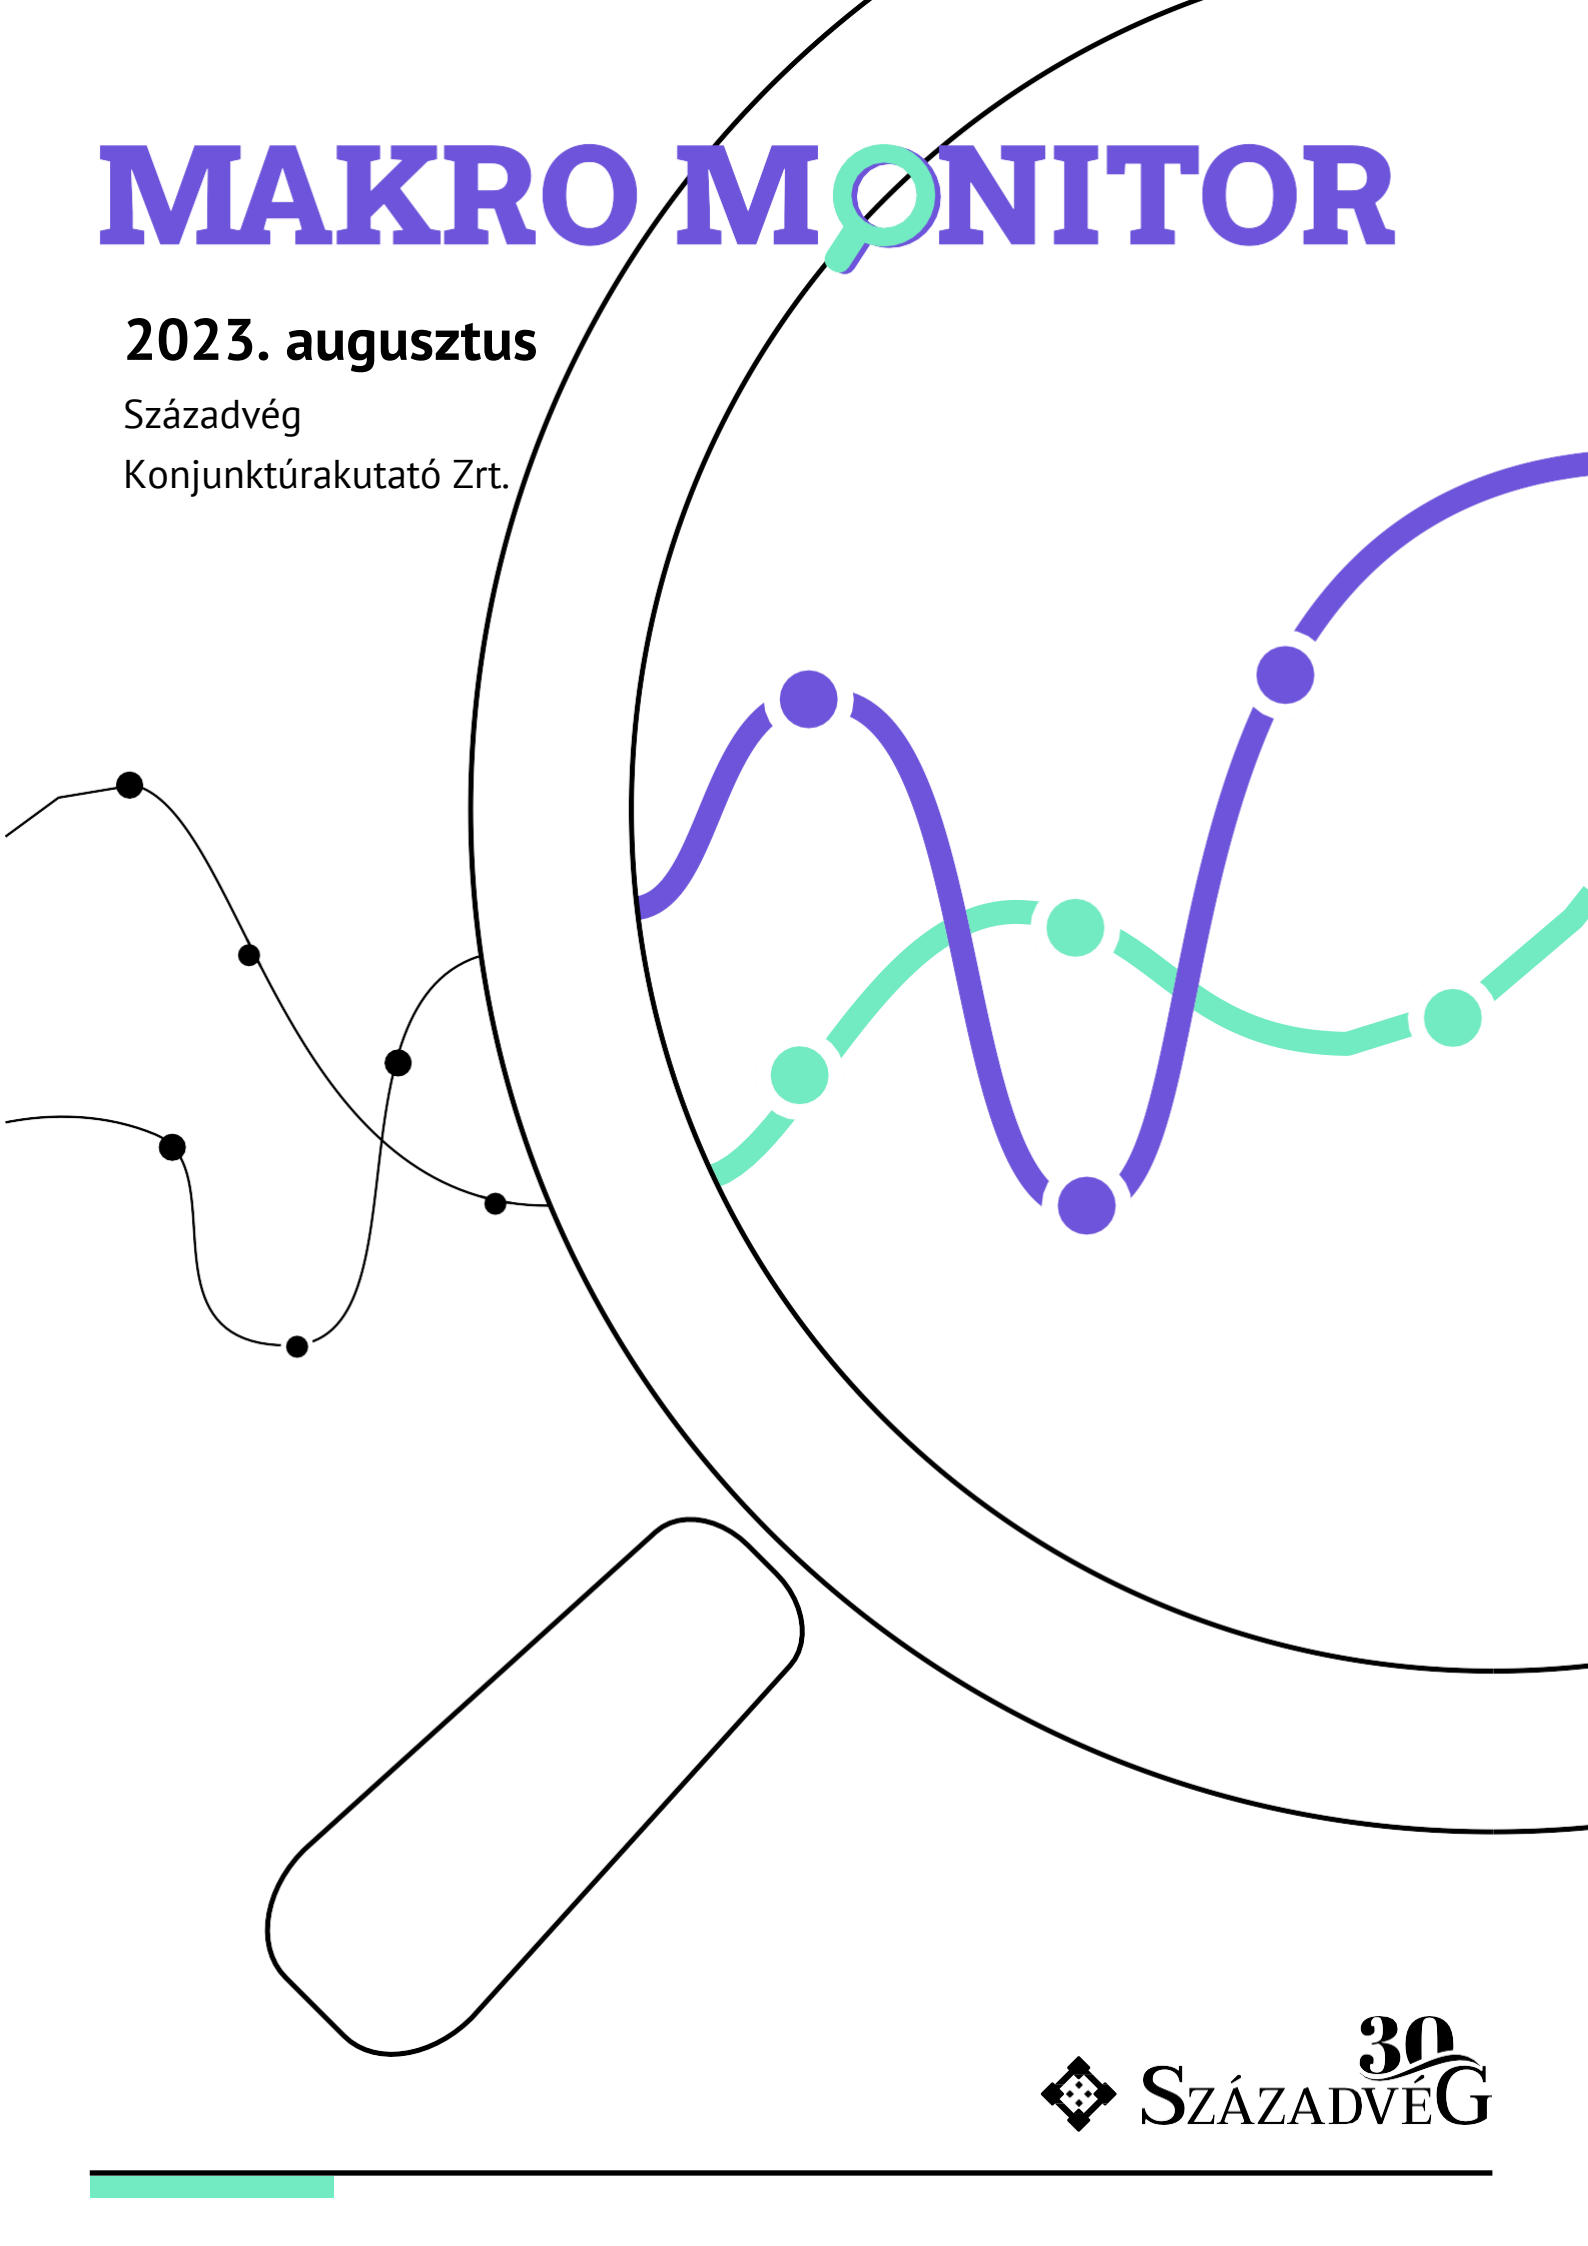 MAKRO MONITOR
2023. augusztus
Századvég
Konjunktúrakutató Zrt.
30
SZÁZADVÉG